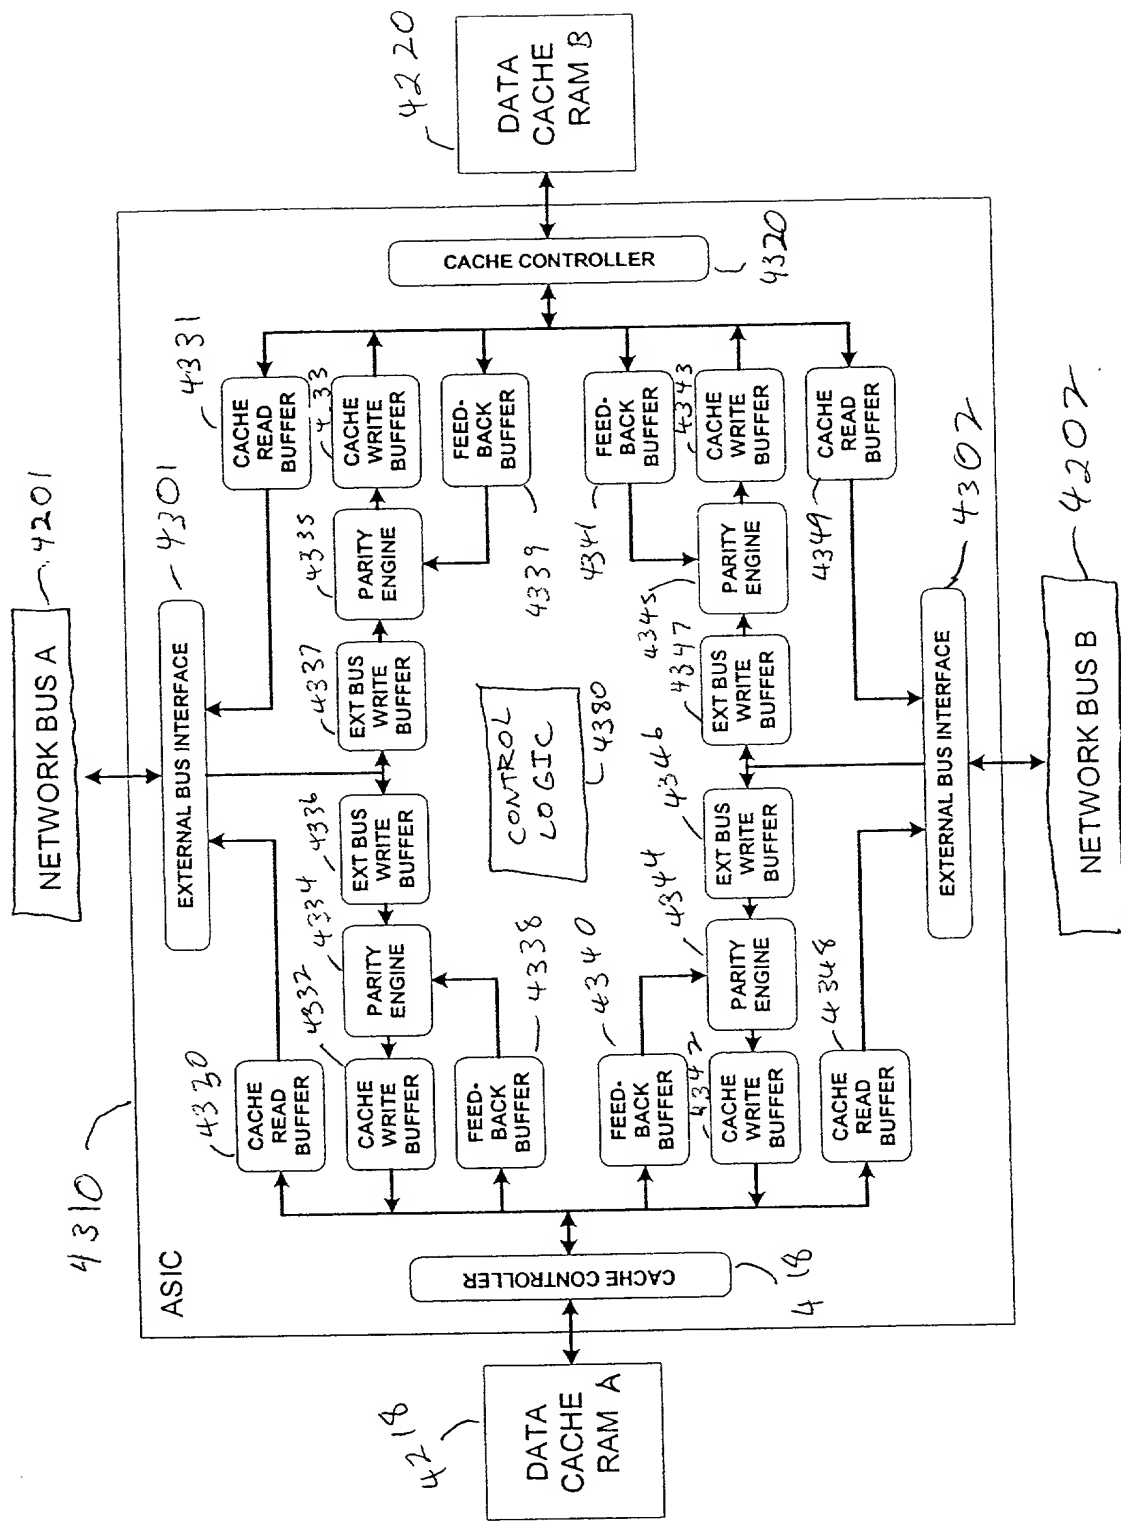 NETWORK BUS A
4201
4310
ASIC
EXTERNAL BUS INTERFACE
4301
4330
CACHE
READ
BUFFER
CACHE
READ
BUFFER
4331
4332
CACHE
WRITE
BUFFER
4334
PARITY
ENGINE
4336
EXT BUS
WRITE
BUFFER
4337
EXT BUS
WRITE
BUFFER
4335
PARITY
ENGINE
4.33
CACHE
WRITE
BUFFER
FEED-
BACK
BUFFER
4338
4339
FEED-
BACK
BUFFER
4218
DATA
CACHE
RAM A
CACHE CONTROLLER
4 18
CONTROL
LOGIC
4380
CACHE CONTROLLER
4320
4220
DATA
CACHE
RAM B
FEED-
BACK
BUFFER
4340
4341
FEED-
BACK
BUFFER
4342
CACHE
WRITE
BUFFER
4344
PARITY
ENGINE
4346
EXT BUS
WRITE
BUFFER
4347
EXT BUS
WRITE
BUFFER
4345
PARITY
ENGINE
4343
CACHE
WRITE
BUFFER
CACHE
READ
BUFFER
4348
4349
CACHE
READ
BUFFER
EXTERNAL BUS INTERFACE
4302
NETWORK BUS B
4202